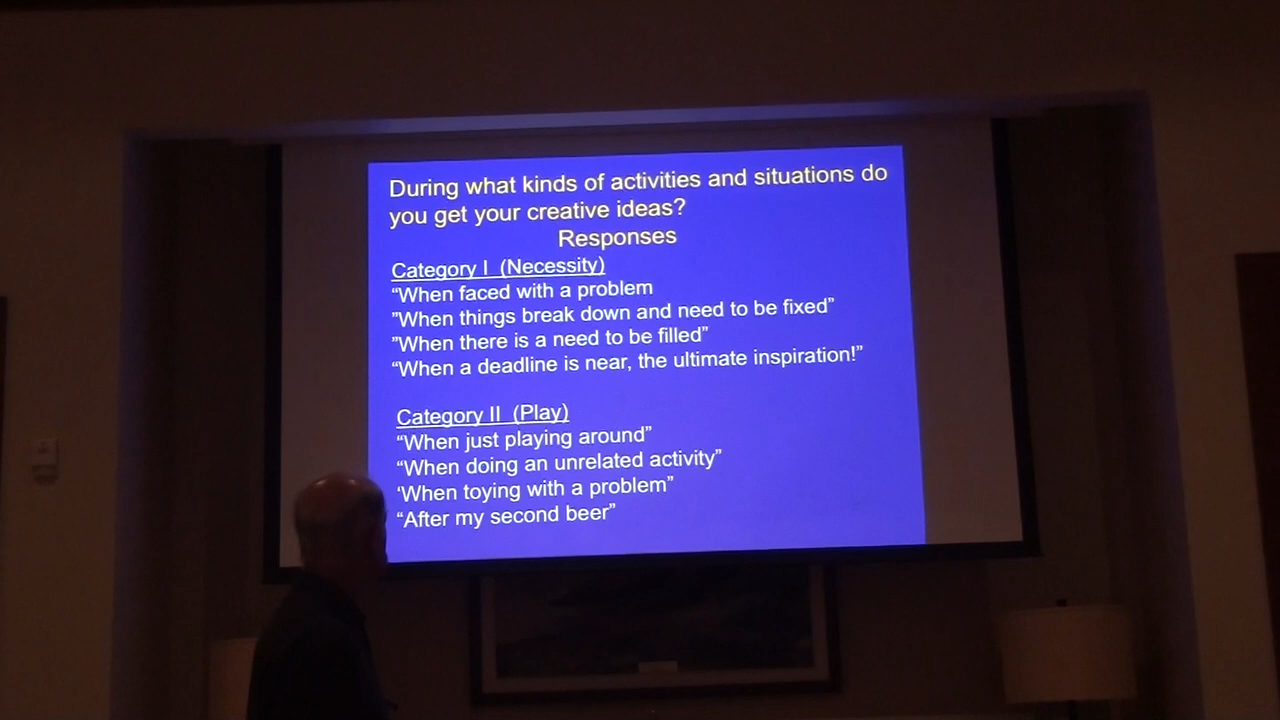 During what kinds of activities and situations do
you get your creative ideas?
Responses
Category I (Necessity)
“When faced with a problem
”When things break down and need to be fixed”
”When there is a need to be filled”
“When a deadline is near, the ultimate inspiration!”
Category II (Play)
“When just playing around”
“When doing an unrelated activity”
‘When toying with a problem”
“After my second beer”